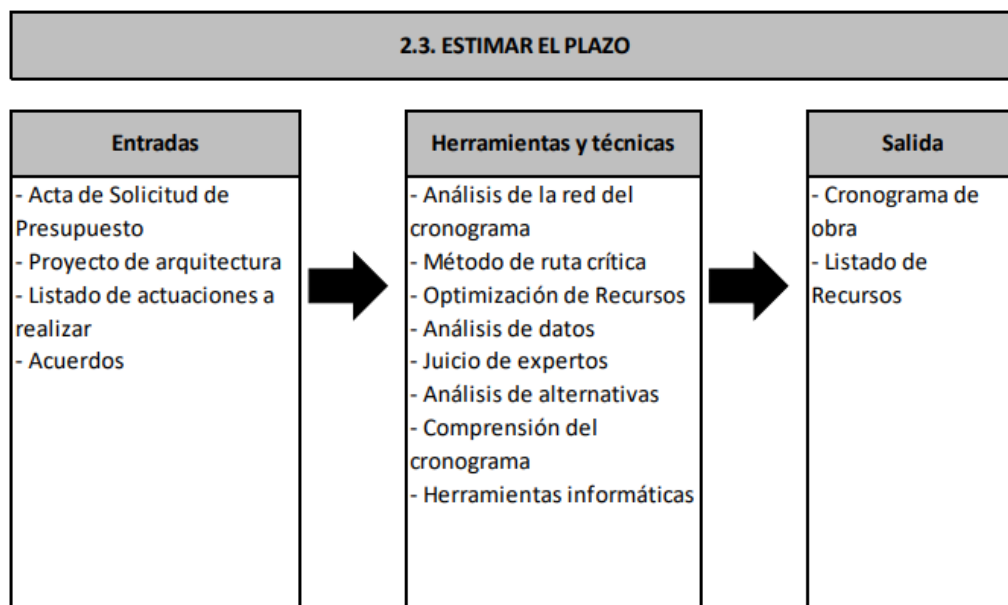 2.3. ESTIMAR EL PLAZO
Entradas
- Acta de Solicitud de
Presupuesto
- Proyecto de arquitectura
- Listado de actuaciones a
realizar
- Acuerdos
Herramientas y técnicas
- Análisis de la red del
cronograma
- Método de ruta crítica
- Optimización de Recursos
- Análisis de datos
- Juicio de expertos
- Análisis de alternativas
- Comprensión del
cronograma
- Herramientas informáticas
Salida
- Cronograma de
obra
- Listado de
Recursos